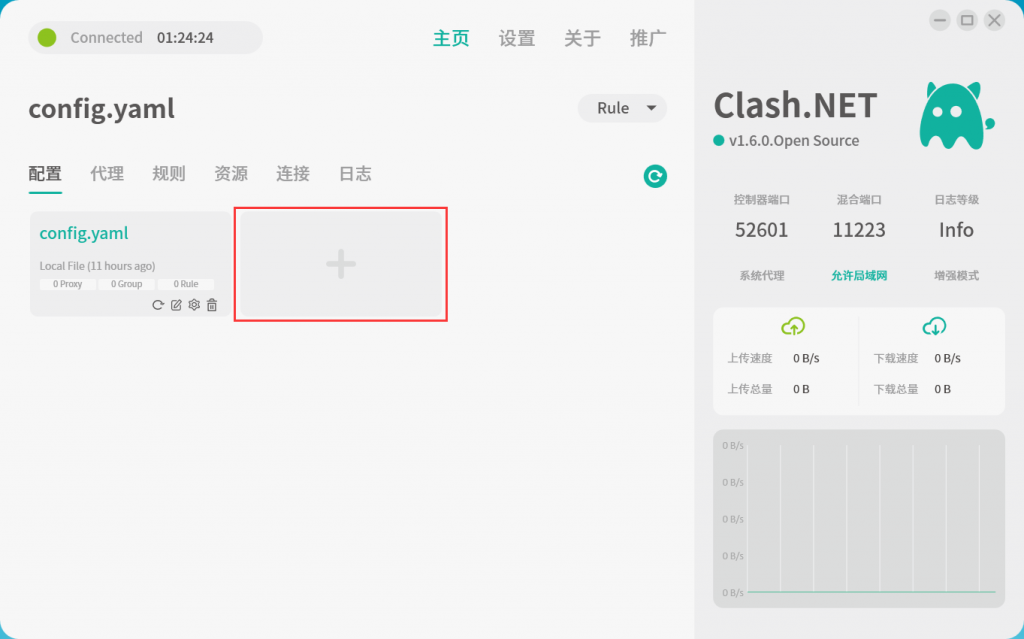 Connected 01:24:24
主页 设置 关于 推广
config.yaml
Rule
配置 代理 规则 资源 连接 日志
config.yaml
Local File (11 hours ago)
0 Proxy 0 Group 0 Rule
Clash.NET
v1.6.0.Open Source
控制器端口 混合端口 日志等级
52601 11223 Info
系统代理 允许局域网 增强模式
上传速度 0 B/s 下载速度 0 B/s
上传总量 0 B 下载总量 0 B
0 B/s
0 B/s
0 B/s
0 B/s
0 B/s